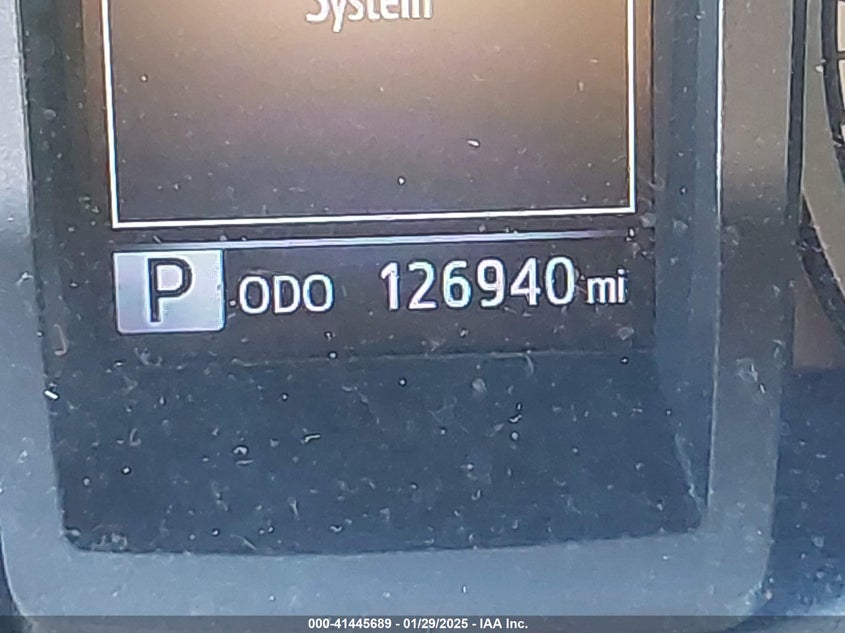 System
P ODO 126940 mi
000-41445689 - 01/29/2025 - IAA Inc.